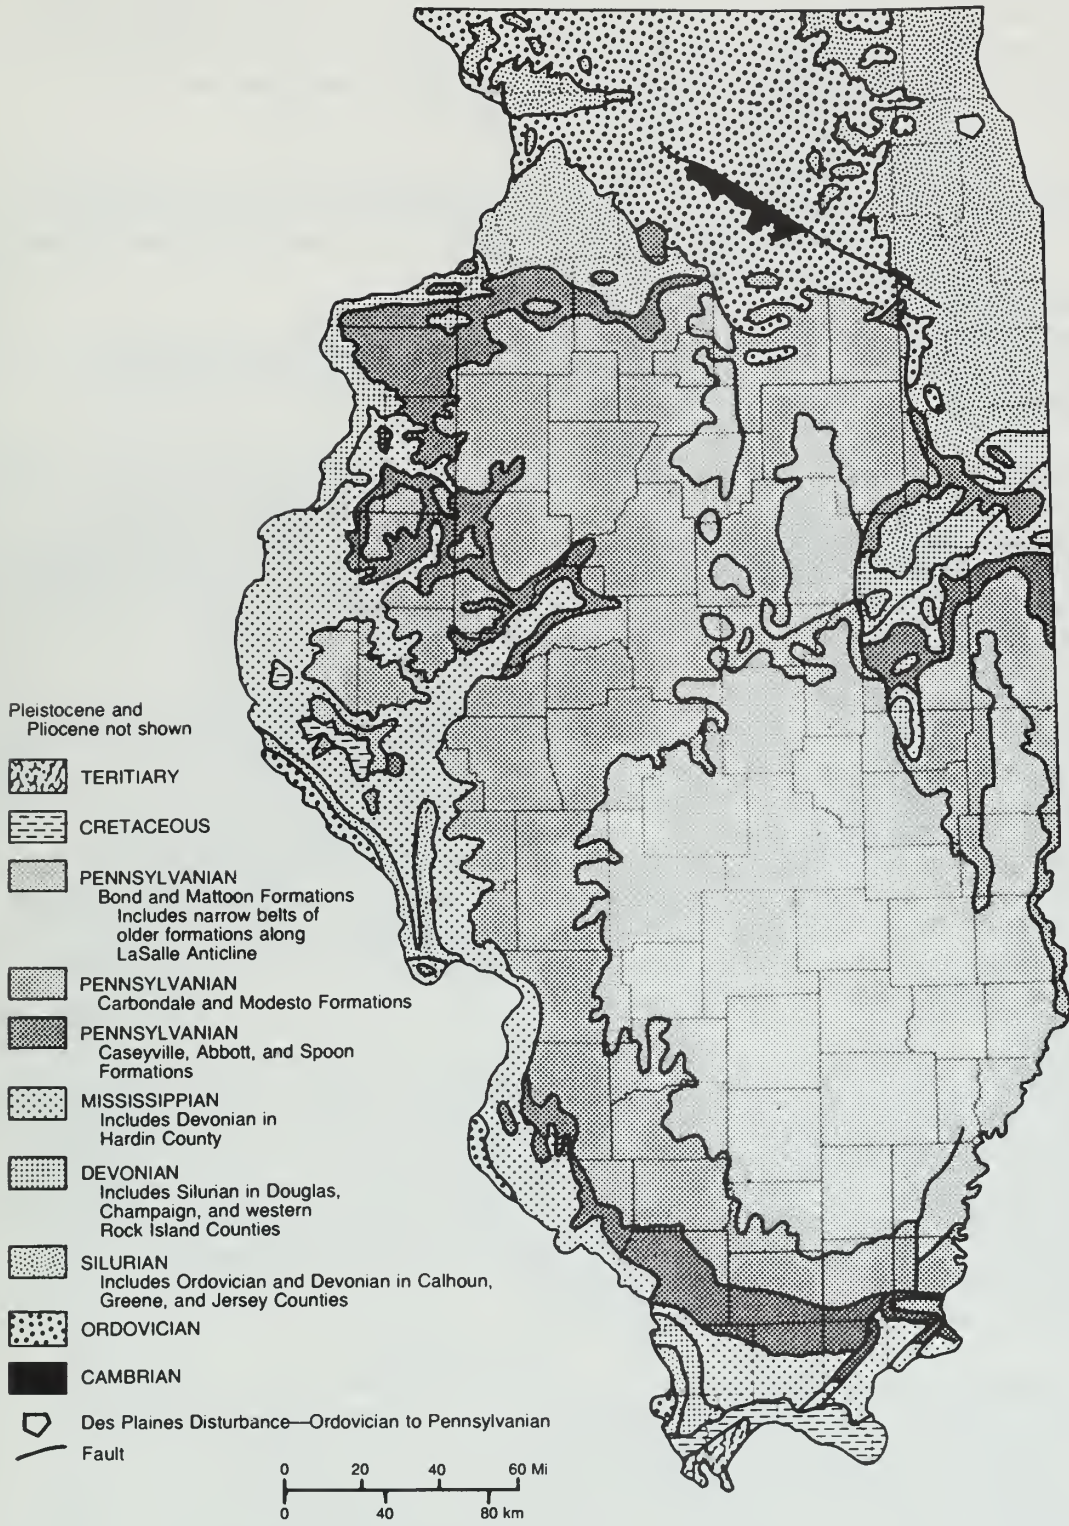 Pleistocene and
Pliocene not shown
TERITIARY
CRETACEOUS
PENNSYLVANIAN
Bond and Mattoon Formations
Includes narrow belts of
older formations along
LaSalle Anticline
PENNSYLVANIAN
Carbondale and Modesto Formations
PENNSYLVANIAN
Caseyville, Abbott, and Spoon
Formations
MISSISSIPPIAN
Includes Devonian in
Hardin County
DEVONIAN
Includes Silurian in Douglas,
Champaign, and western
Rock Island Counties
SILURIAN
Includes Ordovician and Devonian in Calhoun,
Greene, and Jersey Counties
ORDOVICIAN
CAMBRIAN
Des Plaines Disturbance—Ordovician to Pennsylvanian
Fault
0 20 40 60 Mi
0 40 80 km